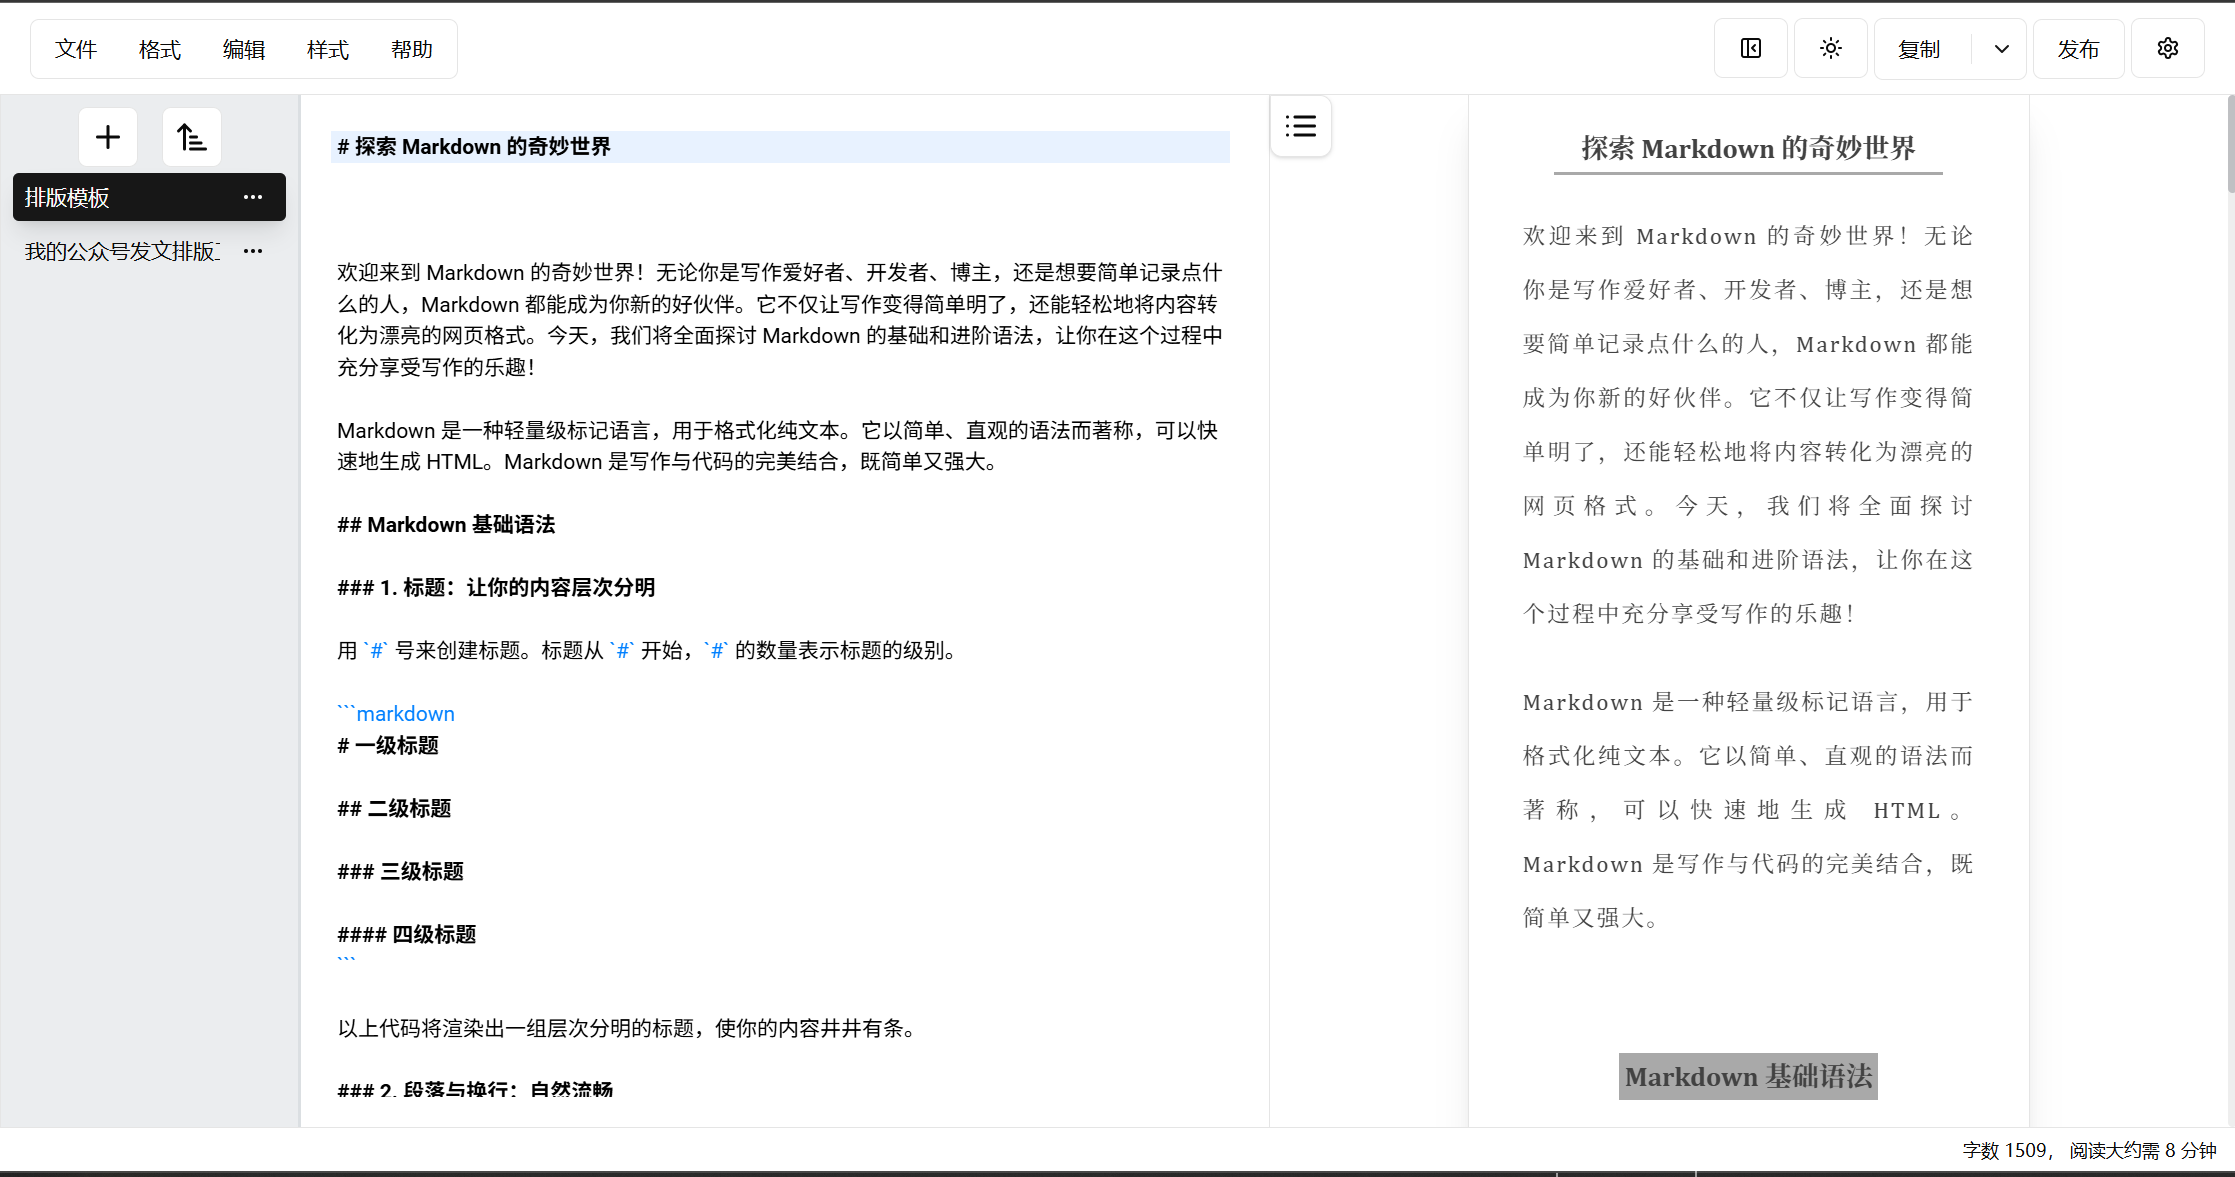 文件 格式 编辑 样式 帮助
复制 发布
排版模板
我的公众号发文排版
# 探索 Markdown 的奇妙世界
欢迎来到 Markdown 的奇妙世界！无论你是写作爱好者、开发者、博主，还是想要简单记录点什
么的人，Markdown 都能成为你新的好伙伴。它不仅让写作变得简单明了，还能轻松地将内容转
化为漂亮的网页格式。今天，我们将全面探讨 Markdown 的基础和进阶语法，让你在这个过程中
充分享受写作的乐趣！
Markdown 是一种轻量级标记语言，用于格式化纯文本。它以简单、直观的语法而著称，可以快
速地生成 HTML。Markdown 是写作与代码的完美结合，既简单又强大。
## Markdown 基础语法
### 1. 标题：让你的内容层次分明
用 `#` 号来创建标题。标题从 `#` 开始，`#` 的数量表示标题的级别。
```markdown
# 一级标题
## 二级标题
### 三级标题
#### 四级标题
```
以上代码将渲染出一组层次分明的标题，使你的内容井井有条。
### 2. 段落与换行：自然流畅
探索 Markdown 的奇妙世界
欢迎来到 Markdown 的奇妙世界！无论
你是写作爱好者、开发者、博主，还是想
要简单记录点什么的人，Markdown 都能
成为你新的好伙伴。它不仅让写作变得简
单明了，还能轻松地将内容转化为漂亮的
网页格式。今天，我们将全面探讨
Markdown 的基础和进阶语法，让你在这
个过程中充分享受写作的乐趣！
Markdown 是一种轻量级标记语言，用于
格式化纯文本。它以简单、直观的语法而
著称，可以快速地生成 HTML。
Markdown 是写作与代码的完美结合，既
简单又强大。
Markdown 基础语法
字数 1509， 阅读大约需 8 分钟